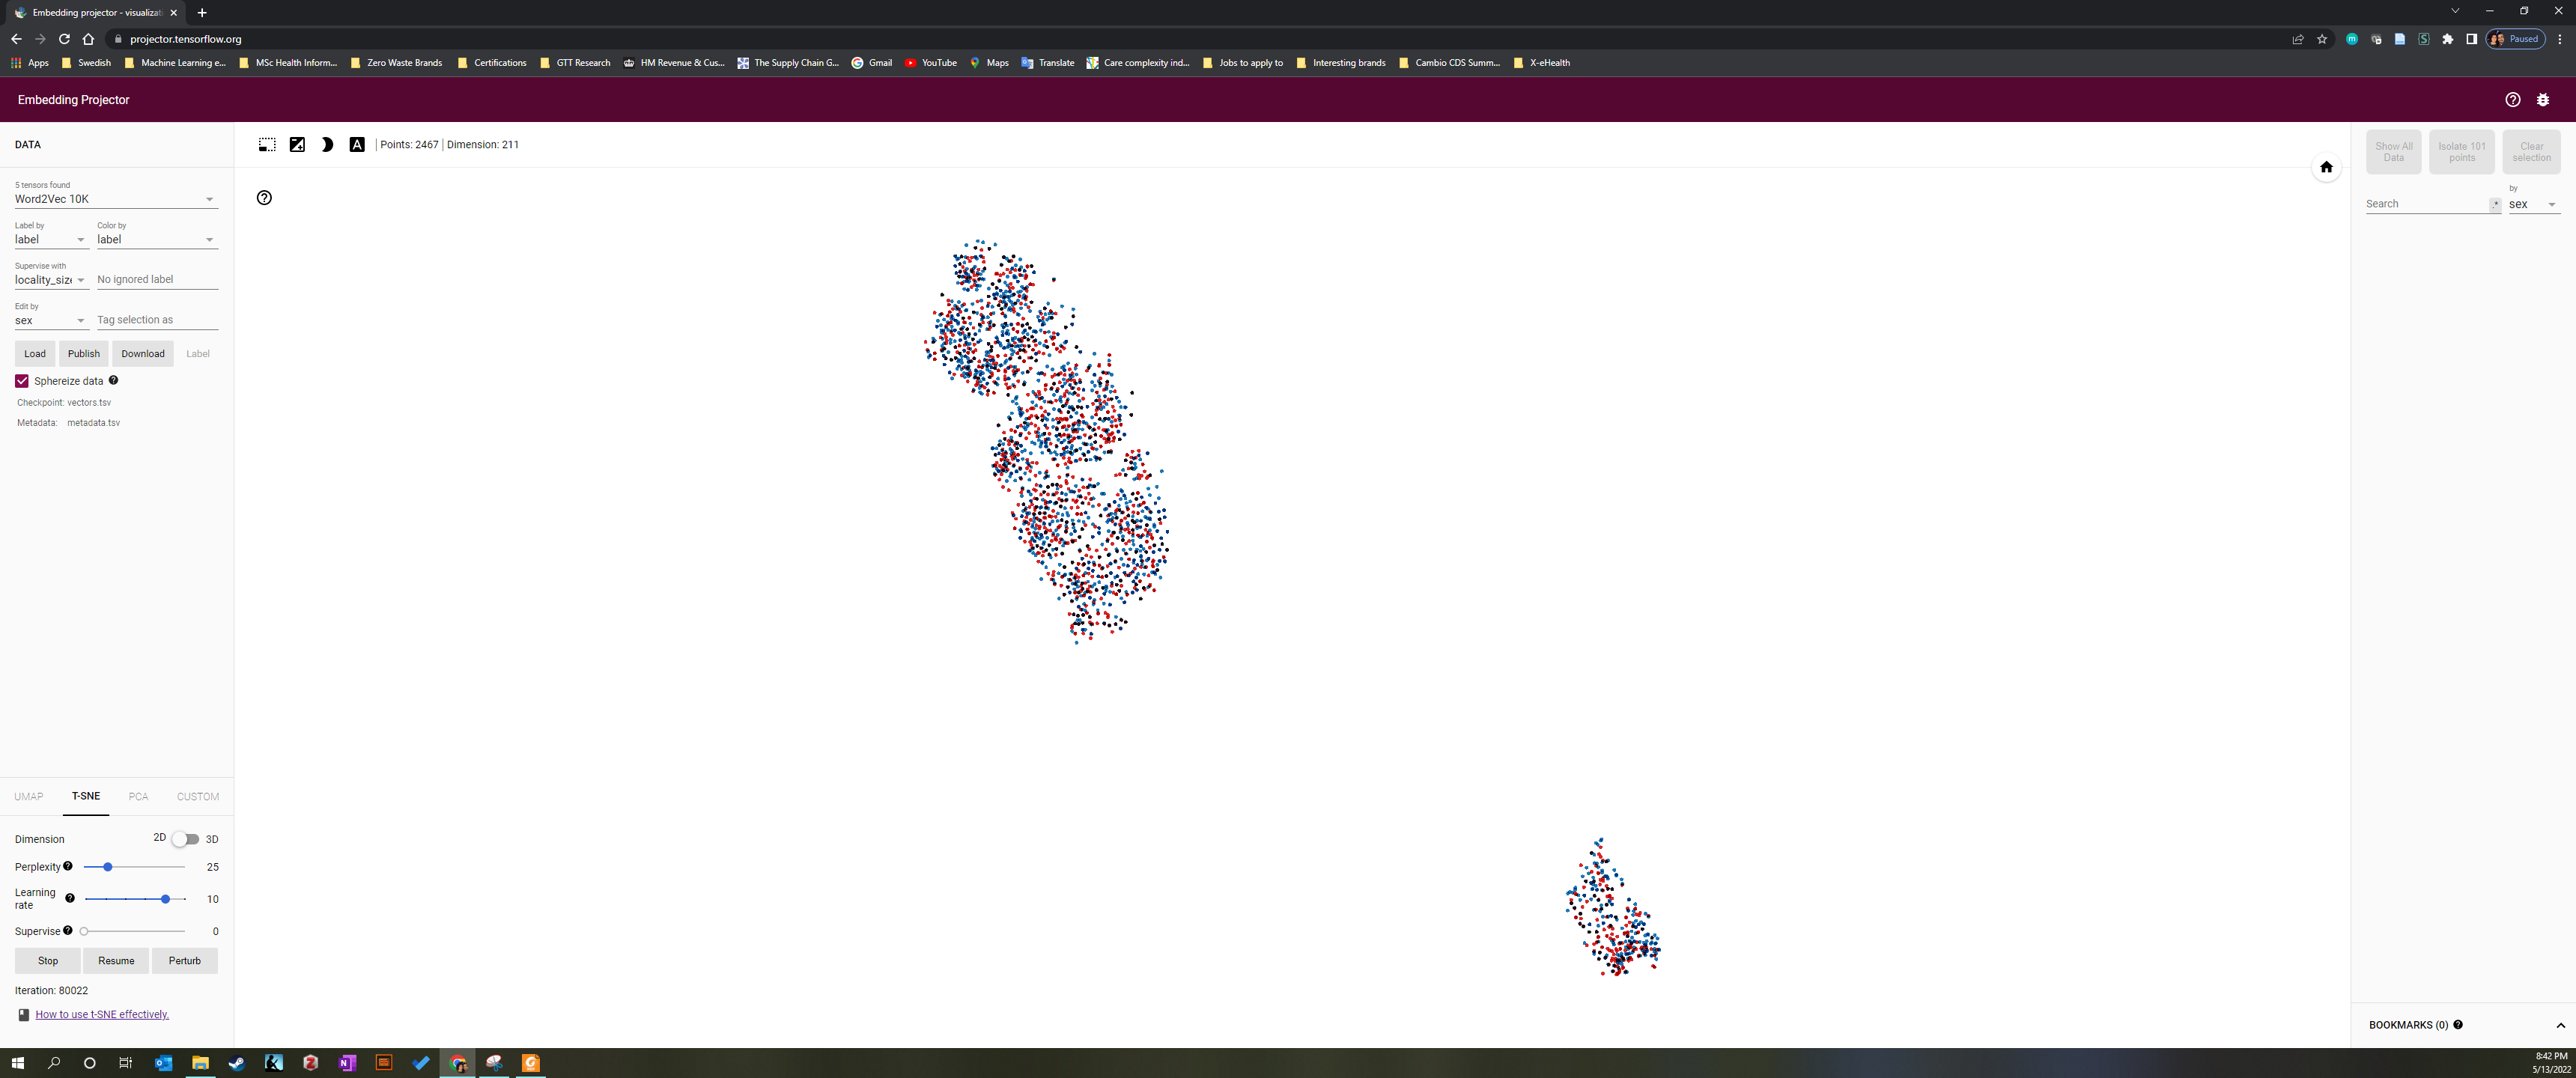 Embedding projector - visualizati
projector.tensorflow.org
Paused
Apps Swedish Machine Learning e... MSc Health Inform... Zero Waste Brands Certifications GTT Research HM Revenue & Cus... The Supply Chain G... Gmail YouTube Maps Translate Care complexity ind... Jobs to apply to Interesting brands Cambio CDS Summ... X-eHealth
Embedding Projector
DATA
Points: 2467 | Dimension: 211
5 tensors found
Word2Vec 10K
Label by
label
Color by
label
Supervise with
locality_size
No ignored label
Edit by
sex
Tag selection as
Load Publish Download Label
Sphereize data
Checkpoint: vectors.tsv
Metadata: metadata.tsv
UMAP T-SNE PCA CUSTOM
Dimension 2D 3D
Perplexity 25
Learning
rate 10
Supervise 0
Stop Resume Perturb
Iteration: 80022
How to use t-SNE effectively.
Show All
Data
Isolate 101
points
Clear
selection
Search .*
by
sex
BOOKMARKS (0)
8:42 PM
5/13/2022